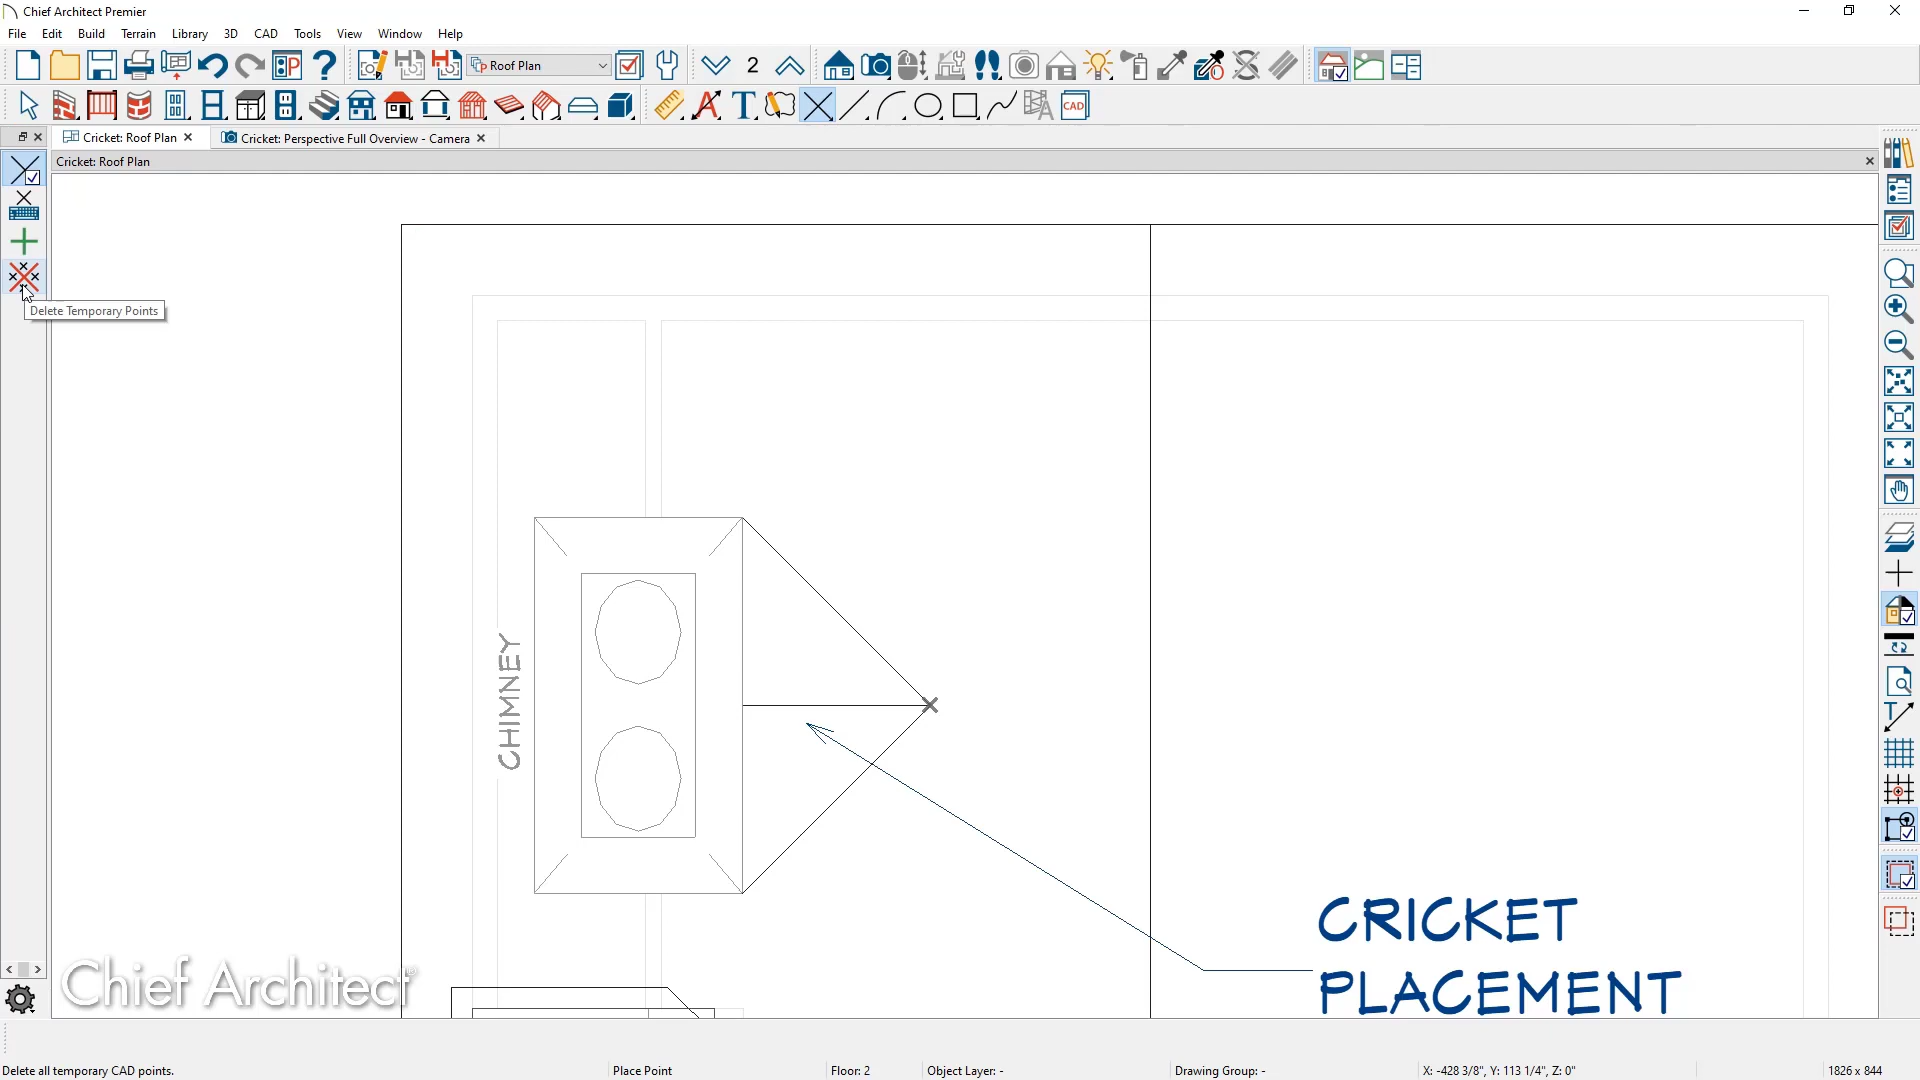 Chief Architect Premier
File Edit Build Terrain Library 3D CAD Tools View Window Help
Roof Plan 2
T CAD
Cricket: Roof Plan Cricket: Perspective Full Overview - Camera
Cricket: Roof Plan
Delete Temporary Points
CHIMNEY
CRICKET
PLACEMENT
Chief Architect®
Delete all temporary CAD points. Place Point Floor: 2 Object Layer: - Drawing Group: - X: -428 3/8", Y: 113 1/4", Z: 0" 1826 x 844